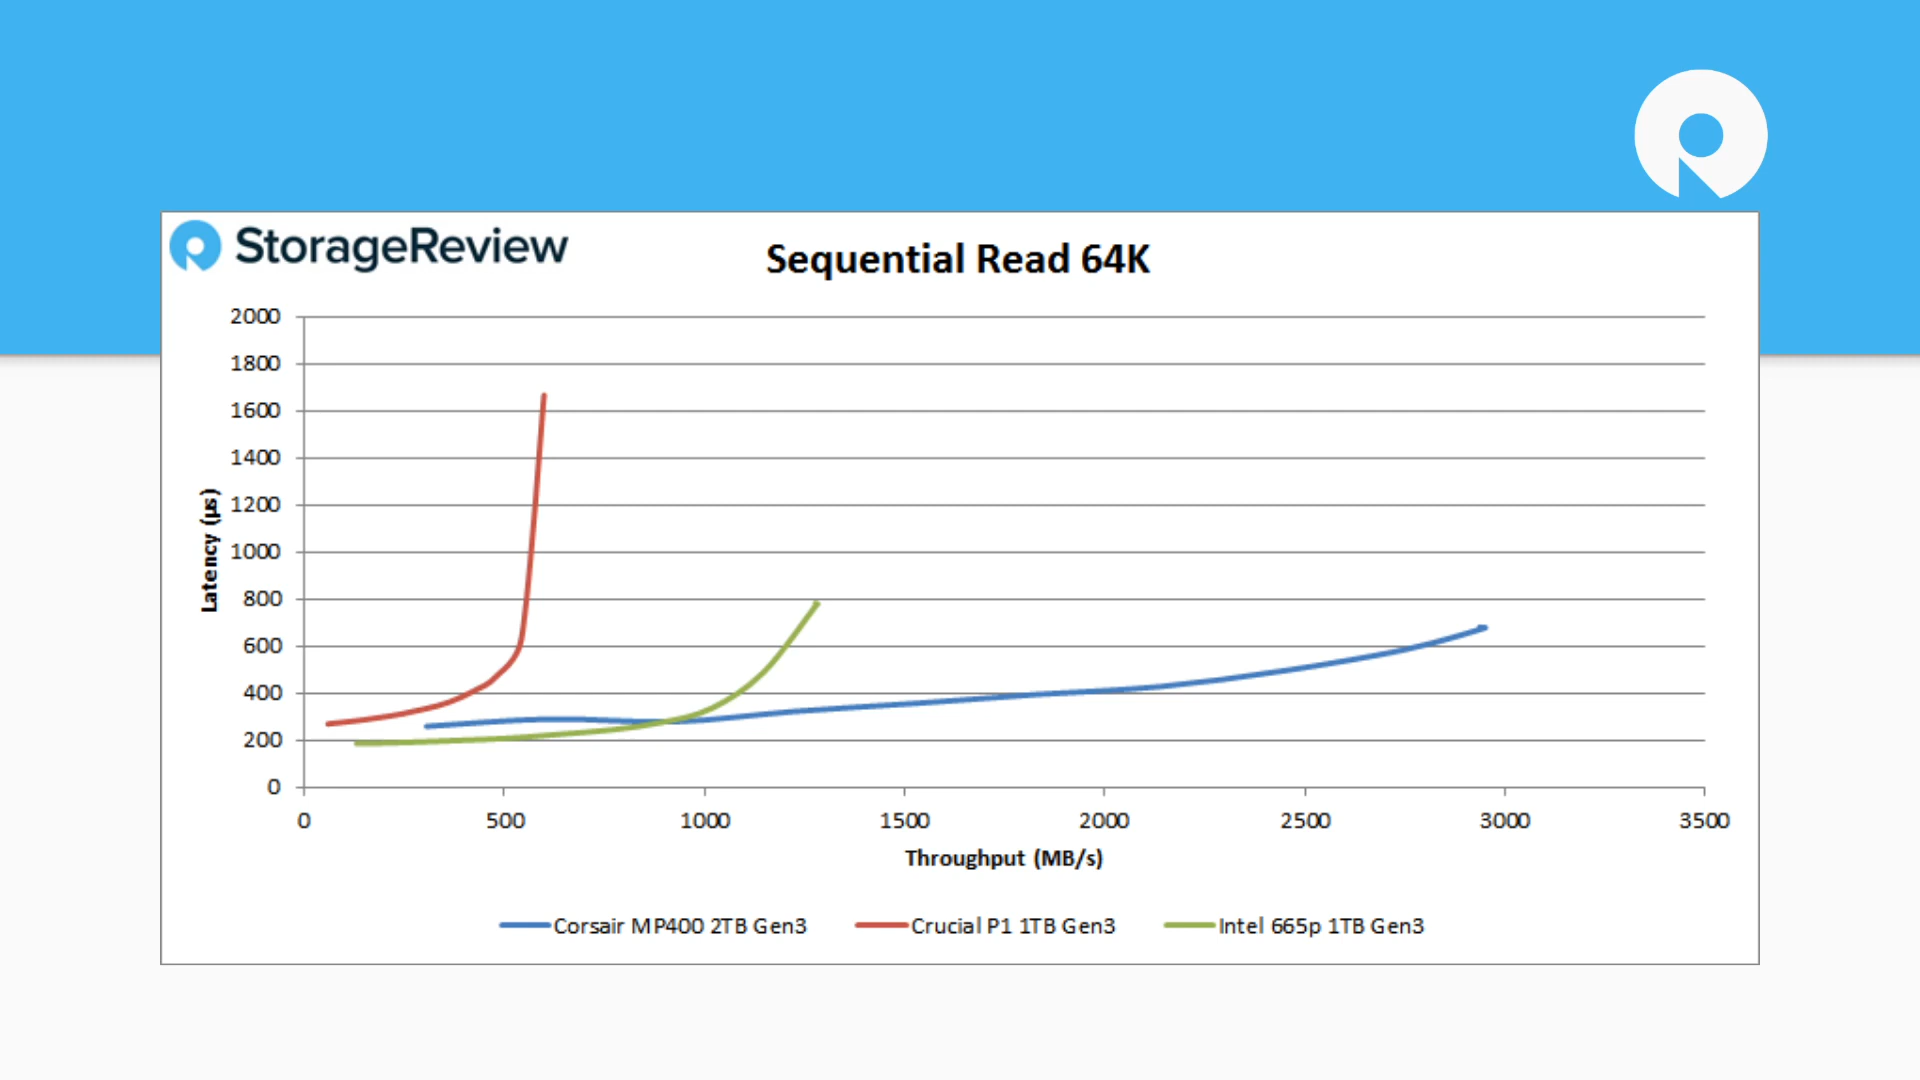 StorageReview
Sequential Read 64K
2000
1800
1600
1400
1200
1000
800
600
400
200
0
Latency (µs)
0 500 1000 1500 2000 2500 3000 3500
Throughput (MB/s)
Corsair MP400 2TB Gen3 Crucial P1 1TB Gen3 Intel 665p 1TB Gen3